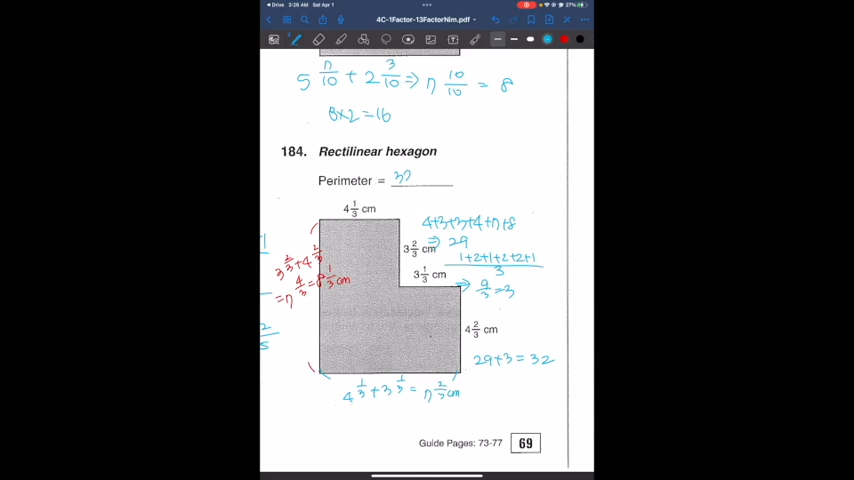 Drive 3:26 AM Sat Apr 1
27%
4C-1Factor-13FactorNim.pdf
5 7/10 + 2 3/10 ⇒ 7 10/10 = 8
8×2=16
184. Rectilinear hexagon
Perimeter = 32
4 1/3 cm
4+3+3+4+7+8
⇒ 29
3 2/3 cm
1+2+1+2+2+1
3
3 1/3 cm
⇒ 9/3 = 3
3 2/3 + 4 2/3
= 7 4/3 = 8 1/3 cm
2/5
4 2/3 cm
29+3=32
4 1/3 + 3 1/3 = 7 2/3 cm
Guide Pages: 73-77
69